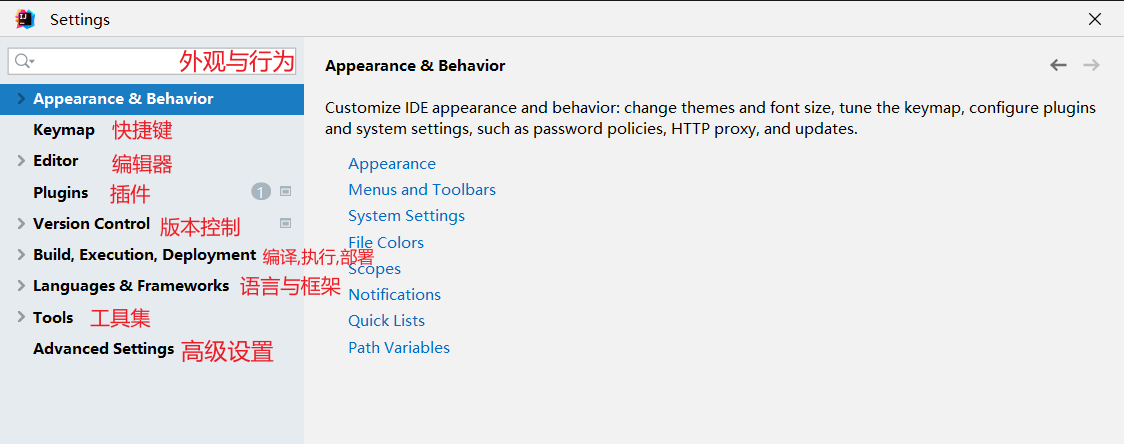 Settings
外观与行为
Appearance & Behavior
Keymap 快捷键
Editor 编辑器
Plugins 插件 1
Version Control 版本控制
Build, Execution, Deployment 编译,执行,部署
Languages & Frameworks 语言与框架
Tools 工具集
Advanced Settings 高级设置
Appearance & Behavior
Customize IDE appearance and behavior: change themes and font size, tune the keymap, configure plugins
and system settings, such as password policies, HTTP proxy, and updates.
Appearance
Menus and Toolbars
System Settings
File Colors
Scopes
Notifications
Quick Lists
Path Variables